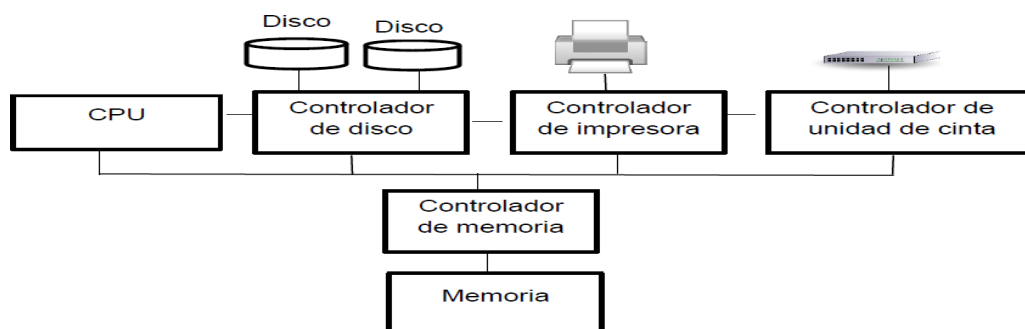 Disco
Disco
CPU
Controlador
de disco
Controlador
de impresora
Controlador de
unidad de cinta
Controlador
de memoria
Memoria